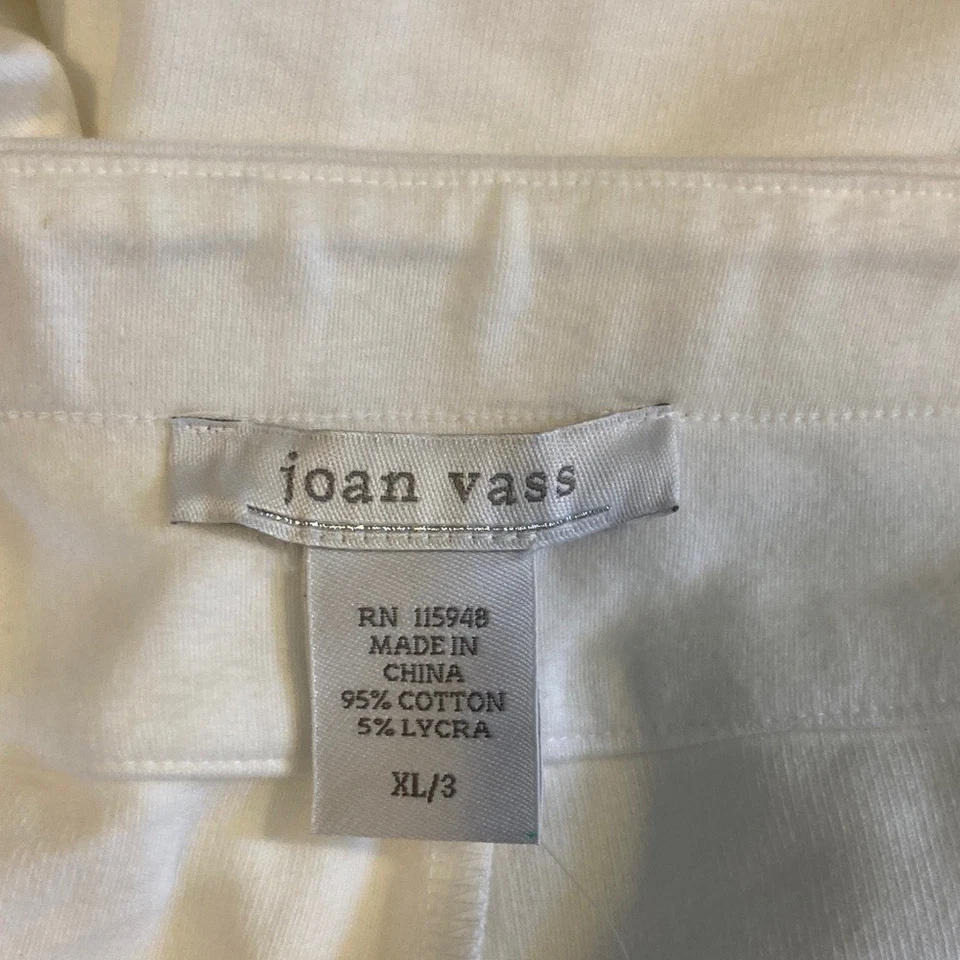 joan vass
RN 115948
MADE IN
CHINA
95% COTTON
5% LYCRA
XL/3